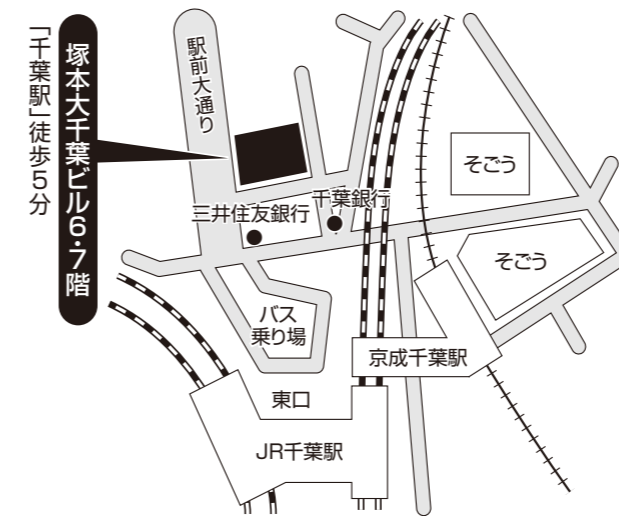 塚本大千葉ビル6・7階
「千葉駅」徒歩5分
駅前大通り
そごう
千葉銀行
三井住友銀行
そごう
バス
乗り場
京成千葉駅
東口
JR千葉駅